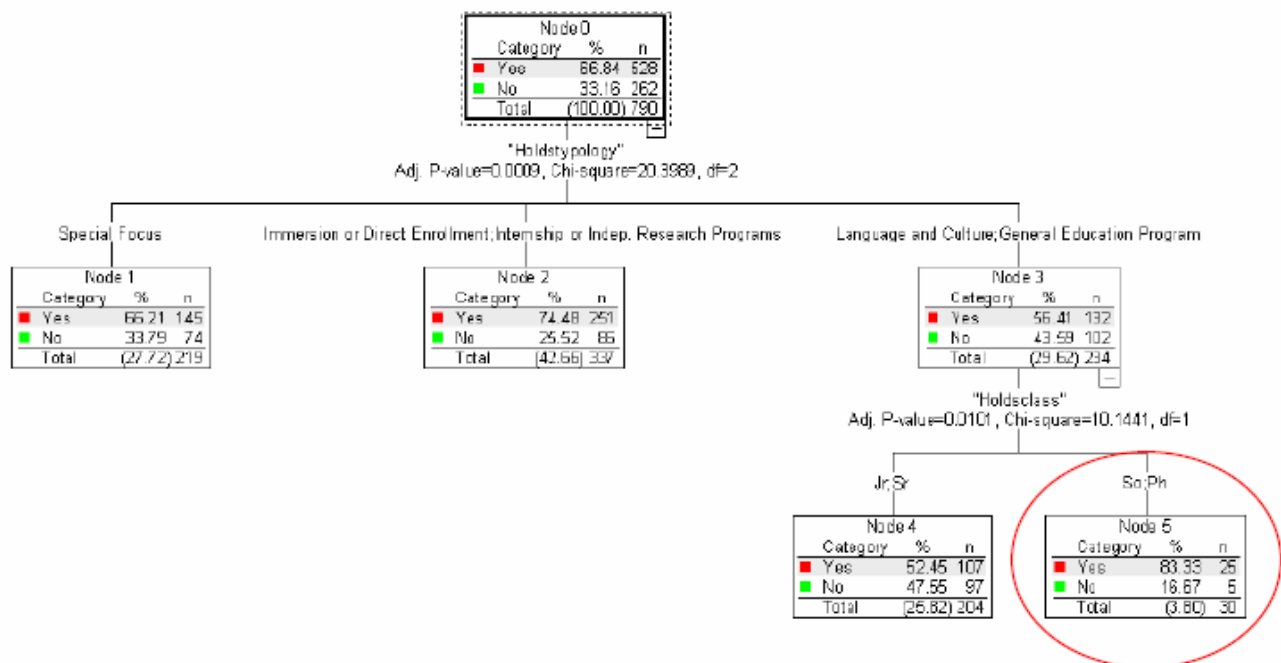 Node 0
Category % n
Yes 66.84 528
No 33.16 262
Total (100.00) 790
"Holdstypology"
Adj. P-value=0.0009, Chi-square=20.3989, df=2
Special Focus
Immersion or Direct Enrollment;Internship or Indep. Research Programs
Language and Culture;General Education Program
Node 1
Category % n
Yes 66.21 145
No 33.79 74
Total (27.72) 219
Node 2
Category % n
Yes 74.48 251
No 25.52 86
Total (42.66) 337
Node 3
Category % n
Yes 56.41 132
No 43.59 102
Total (29.62) 234
"Holdsclass"
Adj. P-value=0.0101, Chi-square=10.1441, df=1
Jr;Sr
So;Ph
Node 4
Category % n
Yes 52.45 107
No 47.55 97
Total (25.82) 204
Node 5
Category % n
Yes 83.33 25
No 16.67 5
Total (3.80) 30